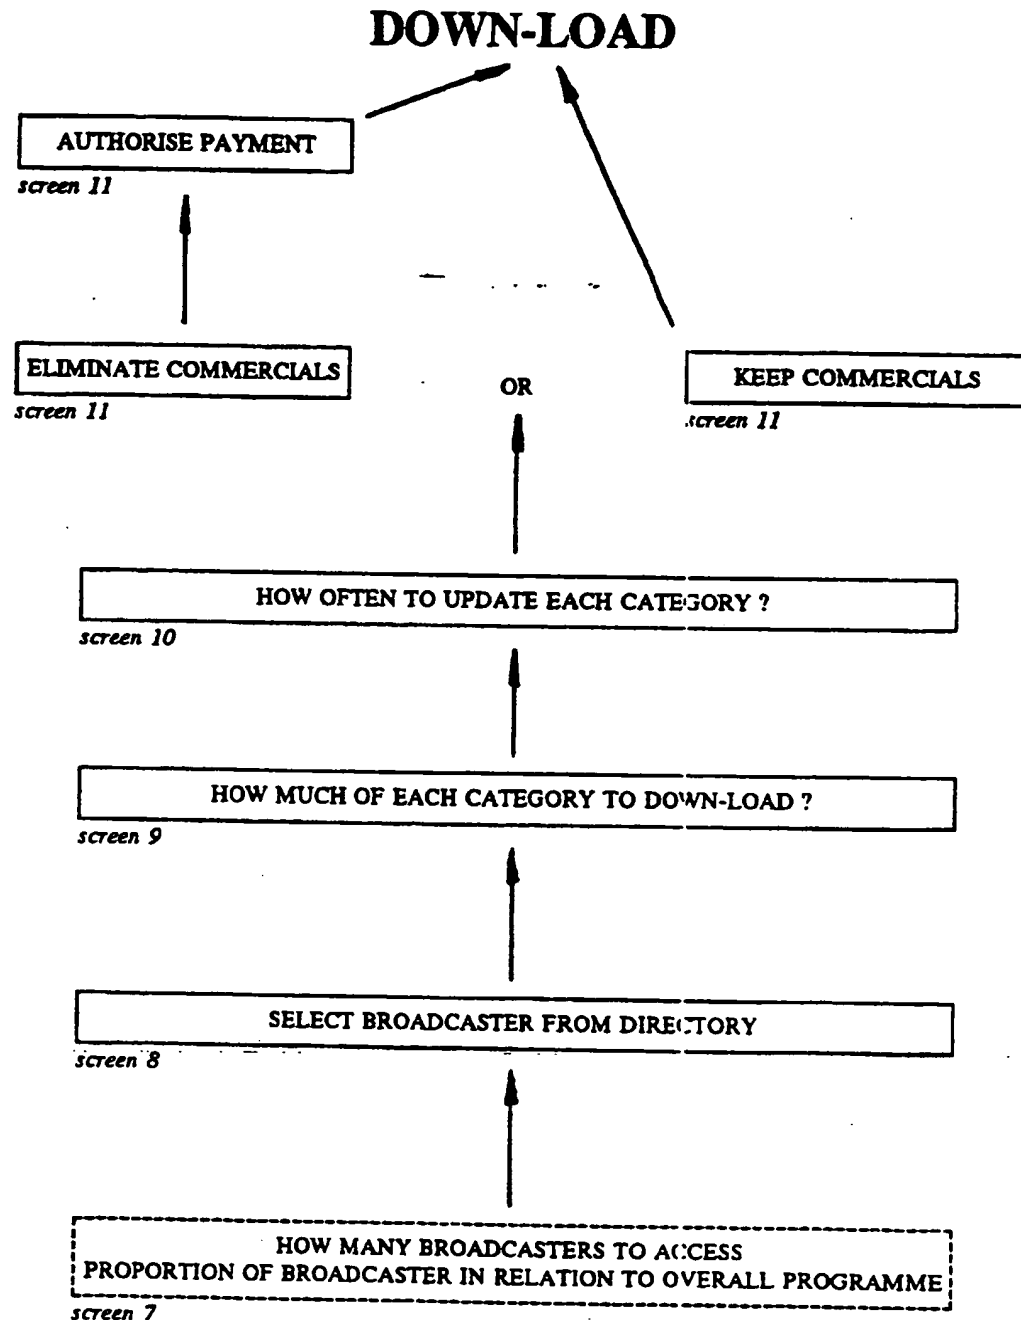 DOWN-LOAD
AUTHORISE PAYMENT
screen 11
ELIMINATE COMMERCIALS
screen 11
OR
KEEP COMMERCIALS
screen 11
HOW OFTEN TO UPDATE EACH CATEGORY ?
screen 10
HOW MUCH OF EACH CATEGORY TO DOWN-LOAD ?
screen 9
SELECT BROADCASTER FROM DIRECTORY
screen 8
HOW MANY BROADCASTERS TO ACCESS
PROPORTION OF BROADCASTER IN RELATION TO OVERALL PROGRAMME
screen 7